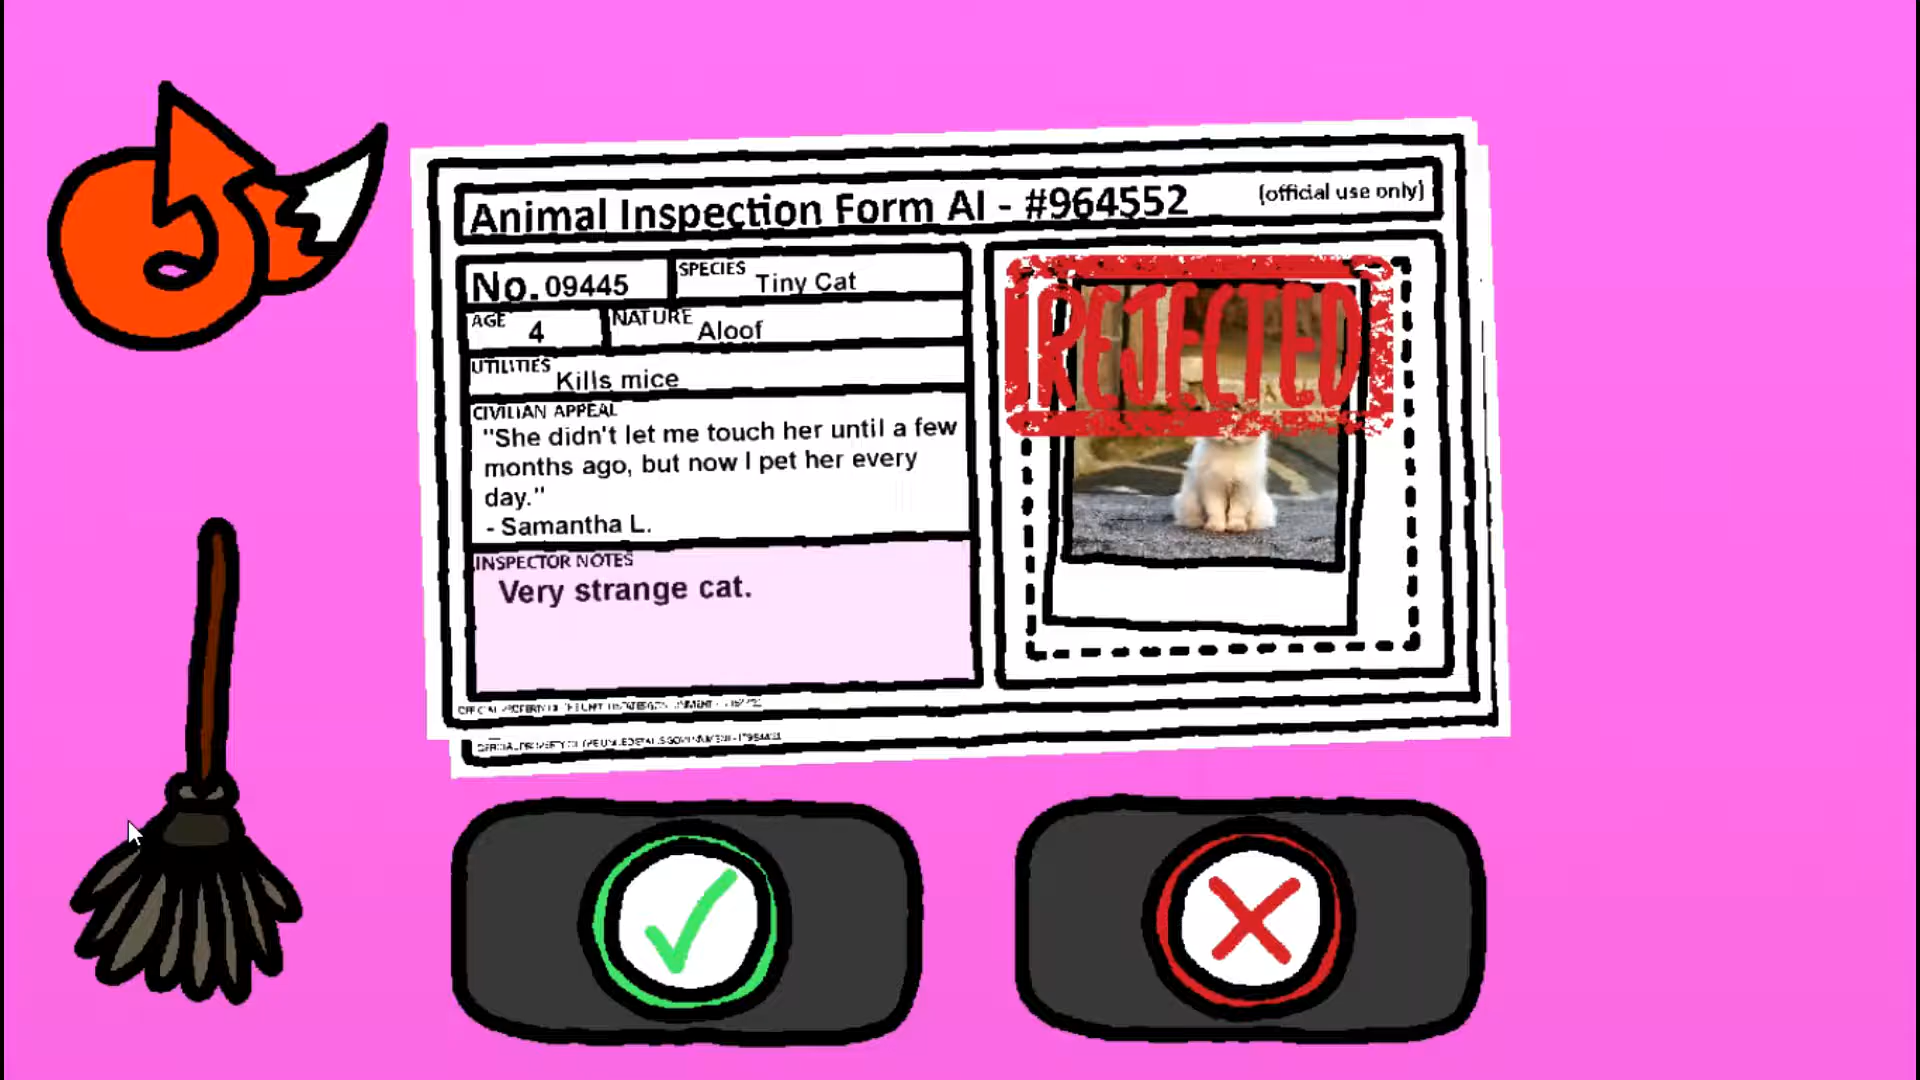 Animal Inspection Form AI - #964552
(official use only)
No. 09445
SPECIES Tiny Cat
AGE 4
NATURE Aloof
UTILITIES Kills mice
CIVILIAN APPEAL
"She didn't let me touch her until a few
months ago, but now I pet her every
day."
- Samantha L.
INSPECTOR NOTES
Very strange cat.
REJECTED